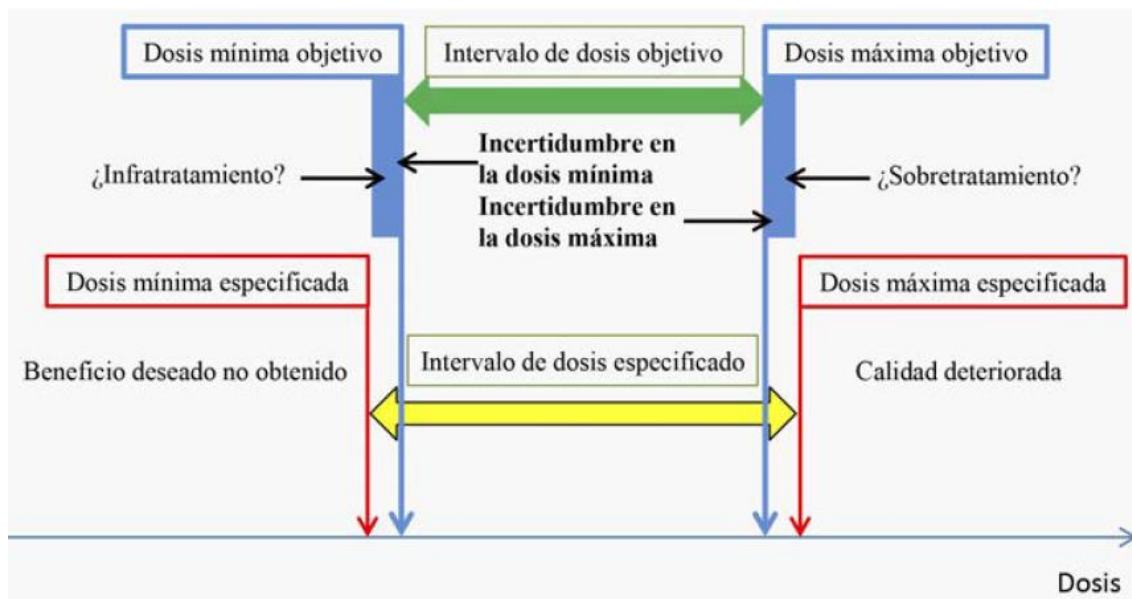 Dosis mínima objetivo
Intervalo de dosis objetivo
Dosis máxima objetivo
¿Infratratamiento?
Incertidumbre en
la dosis mínima
Incertidumbre en
la dosis máxima
¿Sobretratamiento?
Dosis mínima especificada
Dosis máxima especificada
Beneficio deseado no obtenido
Intervalo de dosis especificado
Calidad deteriorada
Dosis